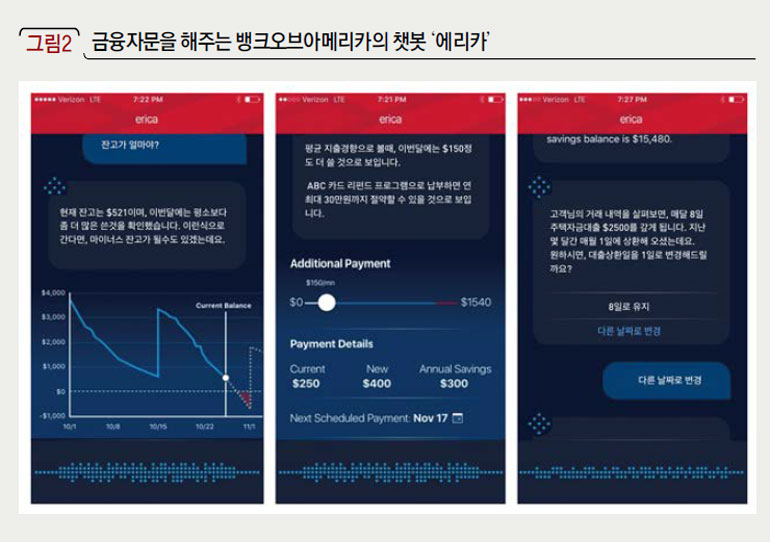 그림2 금융자문을 해주는 뱅크오브아메리카의 챗봇 ‘에리카’
Verizon LTE 7:22 PM
erica
잔고가 얼마야?
현재 잔고는 $521이며, 이번달에는 평소보다
좀 더 많은 쓴것을 확인했습니다. 이런식으로
간다면, 마이너스 잔고가 될수도 있겠는데요.
$4,000
Current Balance
$3,000
$2,000
$1,000
$0
-$1,000
10/1 10/8 10/15 10/22 11/1
Verizon LTE 7:21 PM
erica
평균 지출경향으로 볼때, 이번달에는 $150정
도 더 쓸 것으로 보입니다.
ABC 카드 리펀드 프로그램으로 납부하면 연
최대 30만원까지 절약할 수 있을 것으로 보입
니다.
Additional Payment
$150/mn
$0 $1540
Payment Details
Current New Annual Savings
$250 $400 $300
Next Scheduled Payment: Nov 17
Verizon LTE 7:27 PM
erica
savings balance is $15,480.
고객님의 거래 내역을 살펴보면, 매달 8일
주택자금대출 $2500를 갚게 됩니다. 지난
몇 달간 매월 1일에 상환해 오셨는데요.
원하시면, 대출상환일을 1일로 변경해드릴
까요?
8일로 유지
다른 날짜로 변경
다른 날짜로 변경